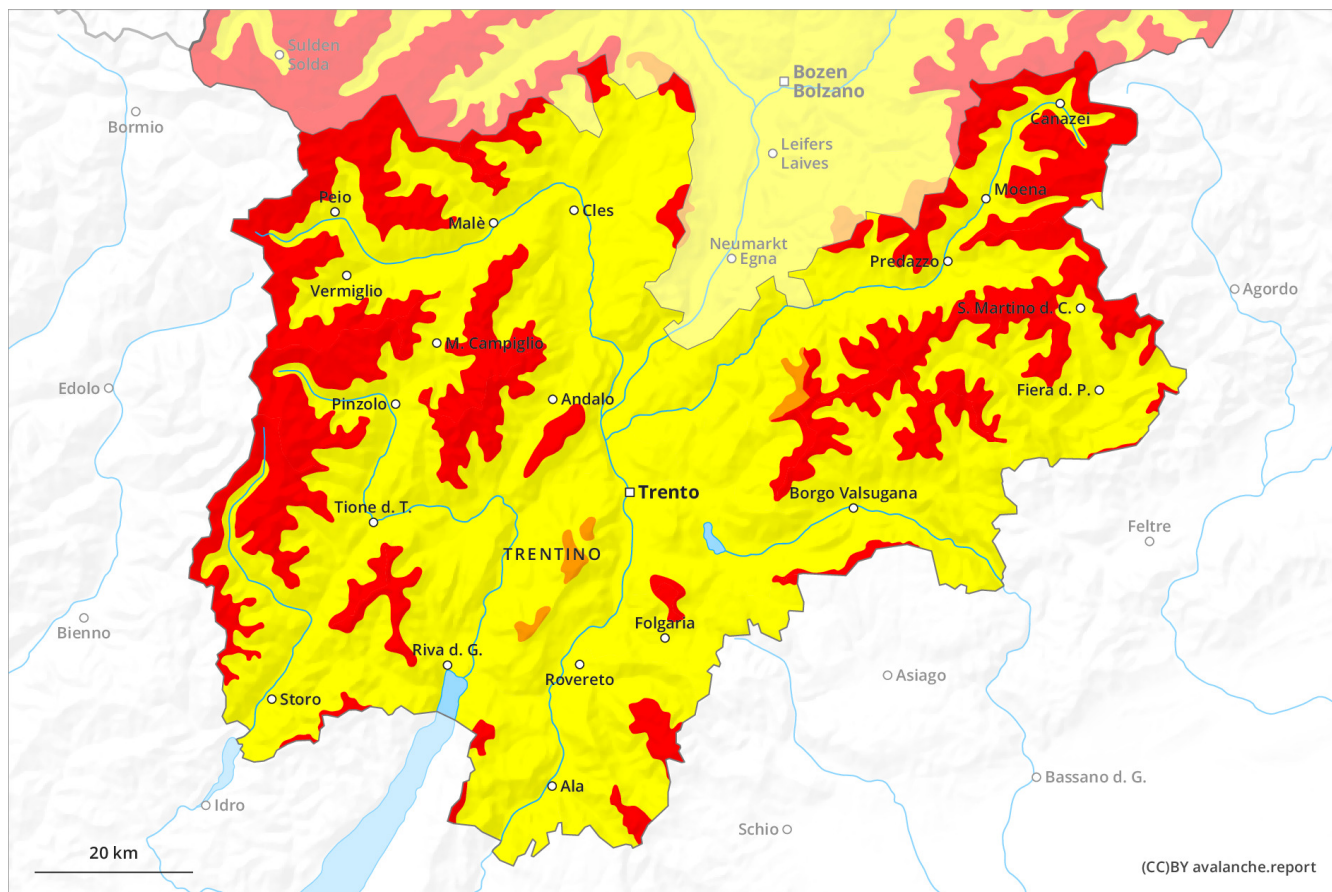 Sulden
Solda
Bozen
Bolzano
Canazei
Bormio
Leifers
Laives
Peio
Moena
Cles
Malè
Neumarkt
Egna
Predazzo
Vermiglio
Agordo
S. Martino d. C.
M. Campiglio
Edolo
Fiera d. P.
Pinzolo
Andalo
Trento
Borgo Valsugana
Tione d. T.
Feltre
TRENTINO
Bienno
Folgaria
Riva d. G.
Rovereto
Asiago
Storo
Bassano d. G.
Ala
Idro
Schio
20 km
(CC)BY avalanche.report